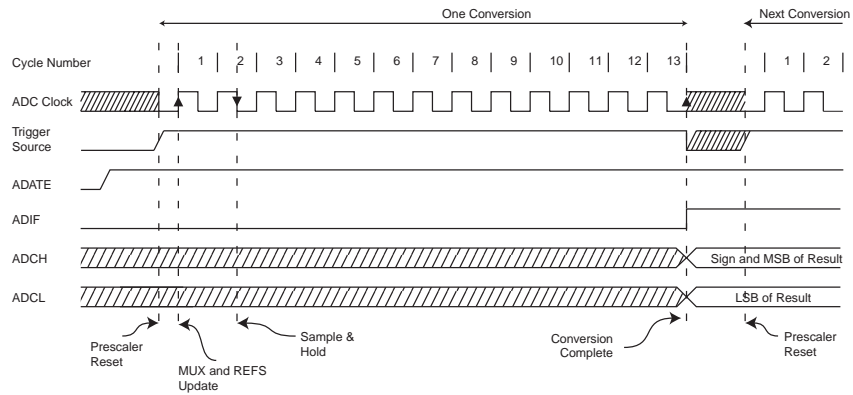 One Conversion
Next Conversion
Cycle Number
1 2 3 4 5 6 7 8 9 10 11 12 13
1 2
ADC Clock
Trigger
Source
ADATE
ADIF
ADCH
Sign and MSB of Result
ADCL
LSB of Result
Prescaler
Reset
MUX and REFS
Update
Sample &
Hold
Conversion
Complete
Prescaler
Reset